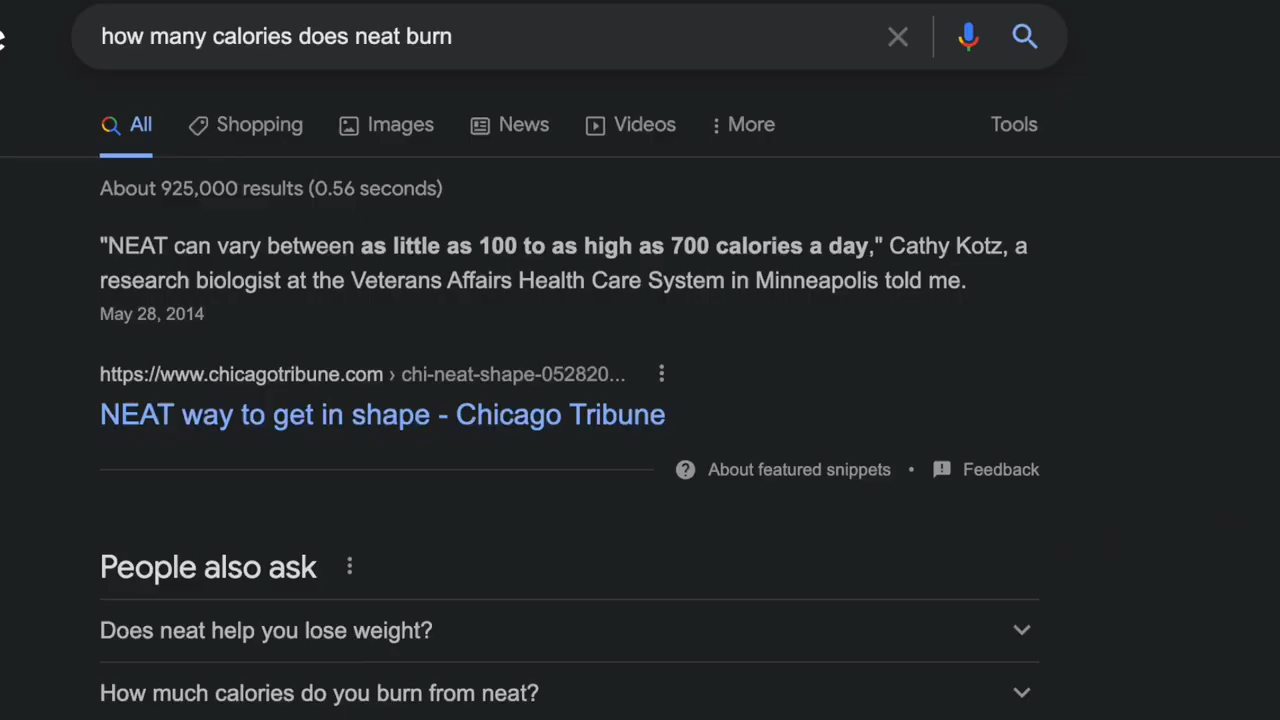 how many calories does neat burn
All Shopping Images News Videos More Tools
About 925,000 results (0.56 seconds)
"NEAT can vary between as little as 100 to as high as 700 calories a day," Cathy Kotz, a
research biologist at the Veterans Affairs Health Care System in Minneapolis told me.
May 28, 2014
https://www.chicagotribune.com › chi-neat-shape-052820...
NEAT way to get in shape - Chicago Tribune
About featured snippets • Feedback
People also ask
Does neat help you lose weight?
How much calories do you burn from neat?